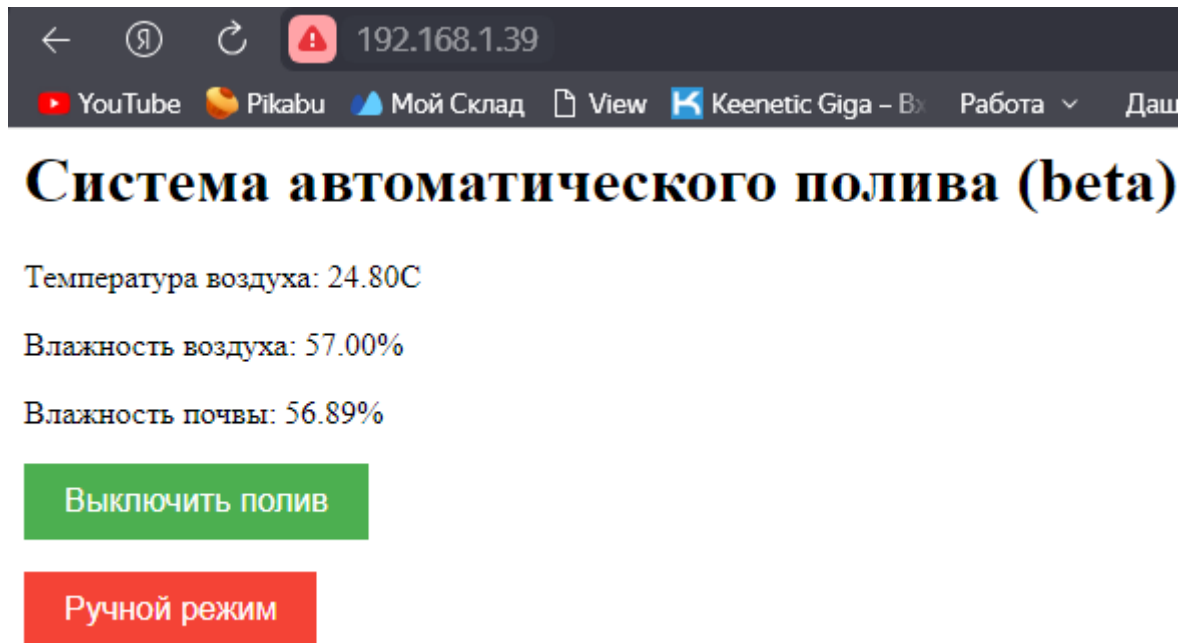 192.168.1.39
YouTube Pikabu Мой Склад View Keenetic Giga – Вх Работа Даш
Система автоматического полива (beta)
Температура воздуха: 24.80C
Влажность воздуха: 57.00%
Влажность почвы: 56.89%
Выключить полив
Ручной режим